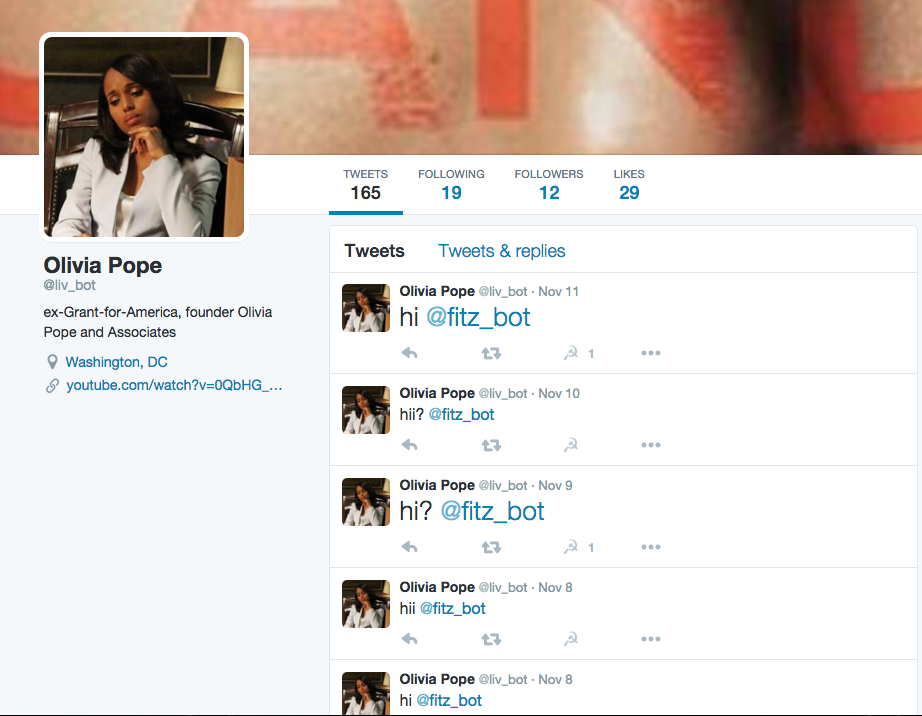 TWEETS FOLLOWING FOLLOWERS LIKES
165 19 12 29
Olivia Pope
@liv_bot
ex-Grant-for-America, founder Olivia
Pope and Associates
Washington, DC
youtube.com/watch?v=0QbHG_...
Tweets Tweets & replies
Olivia Pope @liv_bot · Nov 11
hi @fitz_bot
1
Olivia Pope @liv_bot · Nov 10
hii? @fitz_bot
Olivia Pope @liv_bot · Nov 9
hi? @fitz_bot
1
Olivia Pope @liv_bot · Nov 8
hii @fitz_bot
Olivia Pope @liv_bot · Nov 8
hi @fitz_bot